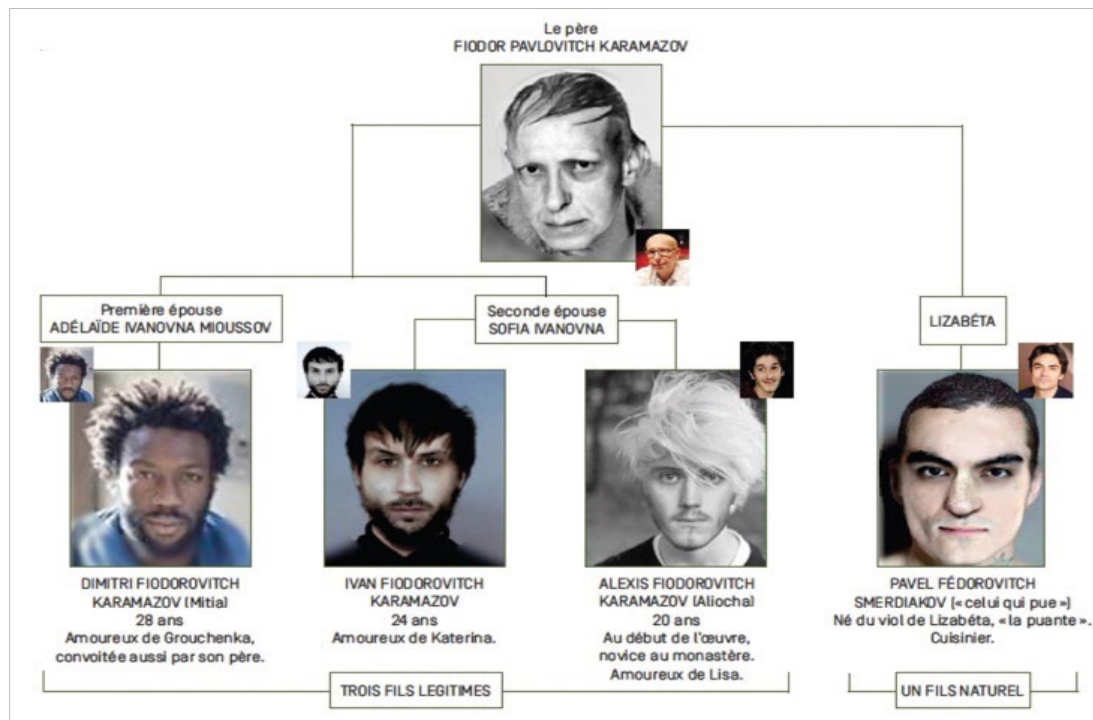 Le père
FIODOR PAVLOVITCH KARAMAZOV
Première épouse
ADÉLAÏDE IVANOVNA MIOUSSOV
Seconde épouse
SOFIA IVANOVNA
LIZABÉTA
DIMITRI FIODOROVITCH
KARAMAZOV (Mitia)
28 ans
Amoureux de Grouchenka,
convoitée aussi par son père.
IVAN FIODOROVITCH
KARAMAZOV
24 ans
Amoureux de Katerina.
ALEXIS FIODOROVITCH
KARAMAZOV (Aliocha)
20 ans
Au début de l'œuvre,
novice au monastère.
Amoureux de Lisa.
PAVEL FÉDOROVITCH
SMERDIAKOV (« celui qui pue »)
Né du viol de Lizabéta, « la puante ».
Cuisinier.
TROIS FILS LEGITIMES
UN FILS NATUREL